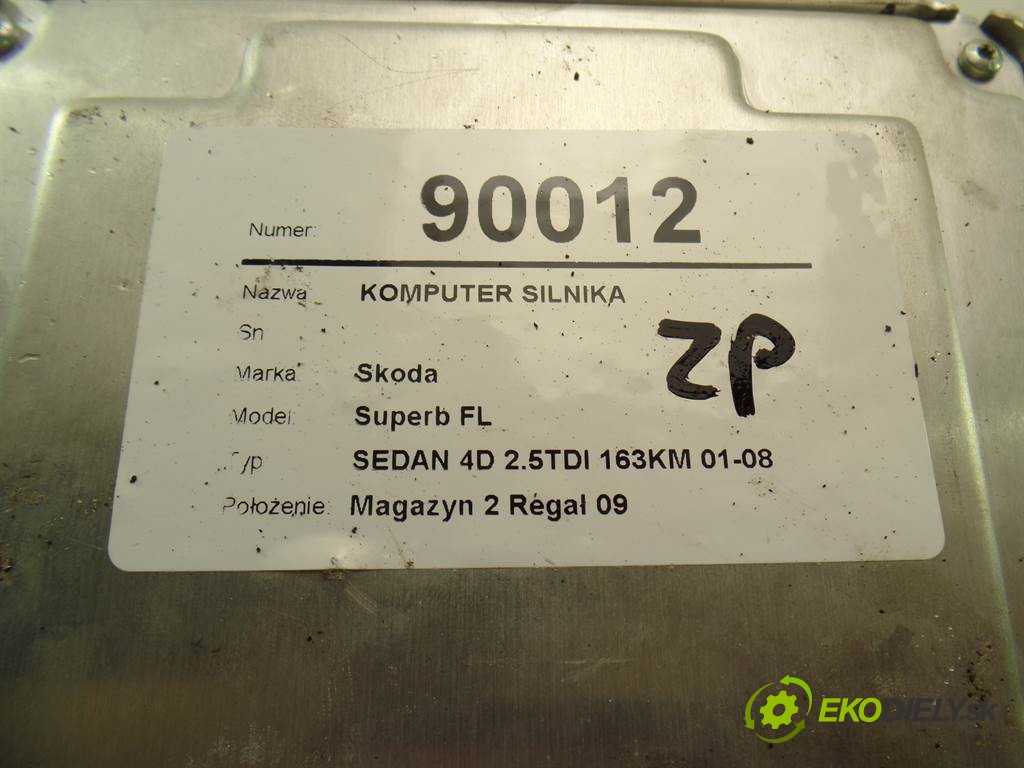 Numer: 90012
Nazwa KOMPUTER SILNIKA
Sn
ZP
Marka Skoda
Model Superb FL
Typ SEDAN 4D 2.5TDI 163KM 01-08
Położenie: Magazyn 2 Regał 09
EKODIELY.sk